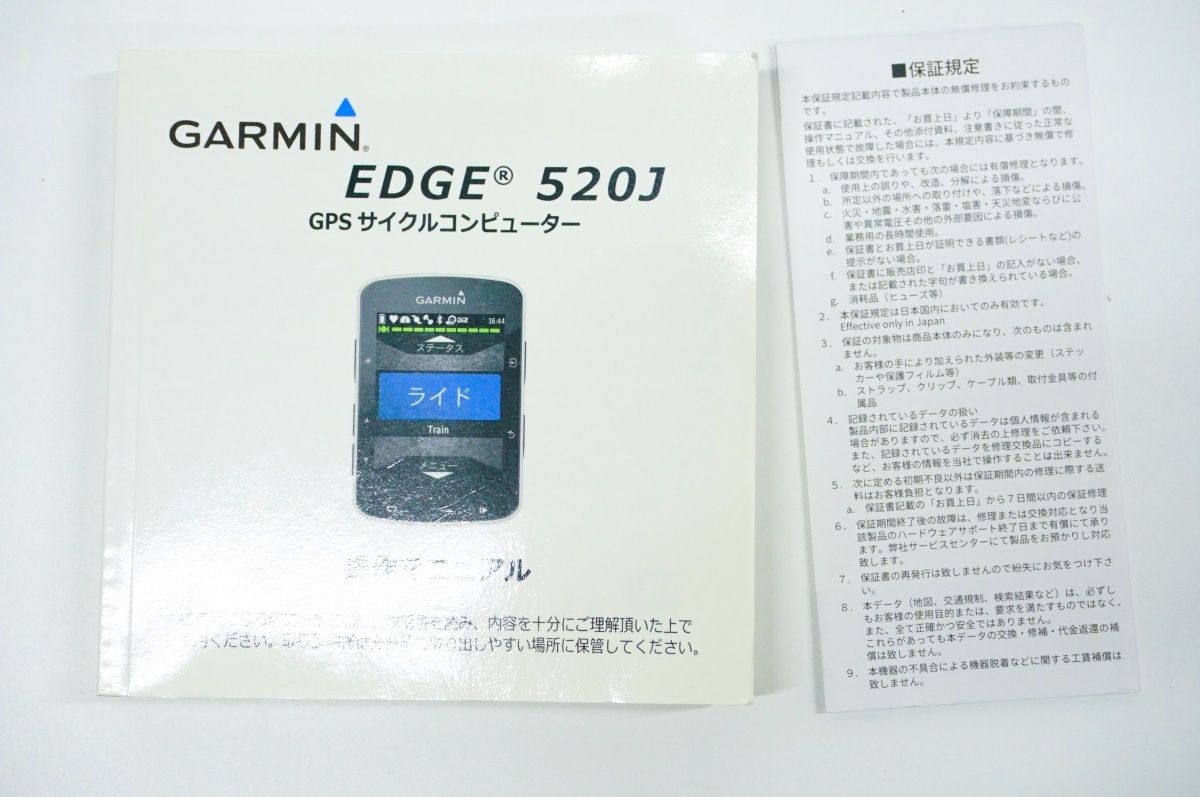 GARMIN®
EDGE® 520J
GPS サイクルコンピューター
GARMIN
16:44
ステータス
ライド
Train
メニュー
操作マニュアル
を読み、内容を十分にご理解頂いた上で
ください。
出しやすい場所に保管してください。
■保証規定
本保証規定記載内容で製品本体の無償修理をお約束するもの
です。
保証書に記載された、「お買上日」より「保障期間」の間、
操作マニュアル、その他添付資料、注意書きに従った正常な
使用状態で故障した場合には、本規定内容に基づき無償で修
理もしくは交換を行います。
1. 保障期間内であっても次の場合には有償修理となります。
a. 使用上の誤りや、改造、分解による損傷。
b. 所定以外の場所への取り付けや、落下などによる損傷。
c. 火災・地震・水害・落雷・塩害・天災地変ならびに公
害や異常電圧その他の外部要因による損傷。
d. 業務用の長時間使用。
e. 保証書とお買上日が証明できる書類(レシートなど)の
提示がない場合。
f. 保証書に販売店印と「お買上日」の記入がない場合、
または記載された字句が書き換えられている場合。
g. 消耗品（ヒューズ等）
2. 本保証規定は日本国内においてのみ有効です。
Effective only in Japan
3. 保証の対象物は商品本体のみになり、次のものは含まれ
ません。
a. お客様の手により加えられた外装等の変更（ステッ
カーや保護フィルム等）
b. ストラップ、クリップ、ケーブル類、取付金具等の付
属品
4. 記録されているデータの扱い
製品内部に記録されているデータは個人情報が含まれる
場合がありますので、必ず消去の上修理をご依頼下さい。
また、記録されているデータを修理交換品にコピーする
など、お客様の情報を当社で操作することは出来ません。
5. 次に定める初期不良以外は保証期間内の修理に際する送
料はお客様負担となります。
a. 保証書記載の「お買上日」から７日間以内の保証修理
6. 保証期間終了後の故障は、修理または交換対応となり当
該製品のハードウェアサポート終了日まで有償にて承り
ます。弊社サービスセンターにて製品をお預かりし対応
致します。
7. 保証書の再発行は致しませんので紛失にお気をつけ下さ
い。
8. 本データ（地図、交通規制、検索結果など）は、必ずし
もお客様の使用目的または、要求を満たすものではなく、
また、全て正確かつ安全ではありません。
これらがあっても本データの交換・修補・代金返還の補
償は致しません。
9. 本機器の不具合による機器脱着などに関する工賃補償は
致しません。